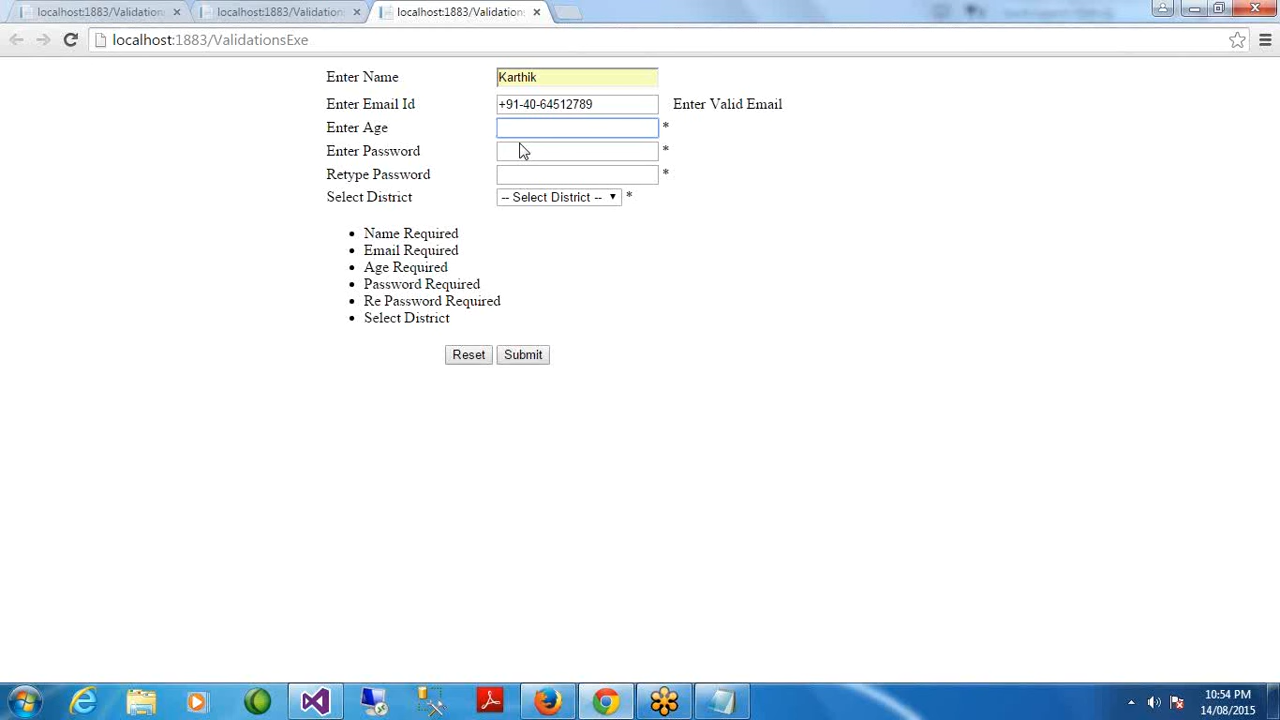 localhost:1883/Validation
localhost:1883/Validations
localhost:1883/Validations
localhost:1883/ValidationsExe
Enter Name Karthik
Enter Email Id +91-40-64512789 Enter Valid Email
Enter Age *
Enter Password *
Retype Password *
Select District -- Select District -- *
Name Required
Email Required
Age Required
Password Required
Re Password Required
Select District
Reset Submit
10:54 PM
14/08/2015